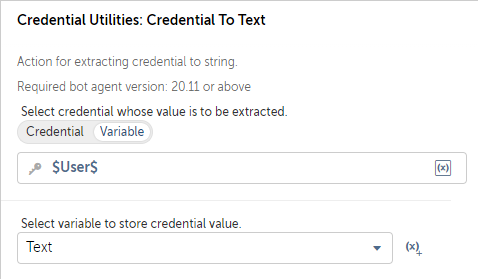 Credential Utilities: Credential To Text
Action for extracting credential to string.
Required bot agent version: 20.11 or above
Select credential whose value is to be extracted.
Credential Variable
$User$ (x)
Select variable to store credential value.
Text (x)+